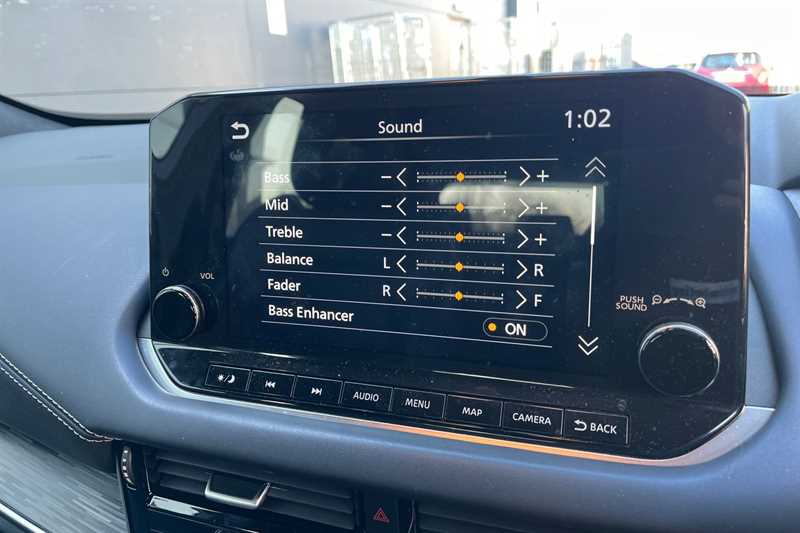 Sound 1:02
Bass - +
Mid - +
Treble - +
Balance L R
Fader R F
Bass Enhancer ON
VOL
PUSH
SOUND
AUDIO MENU MAP CAMERA BACK